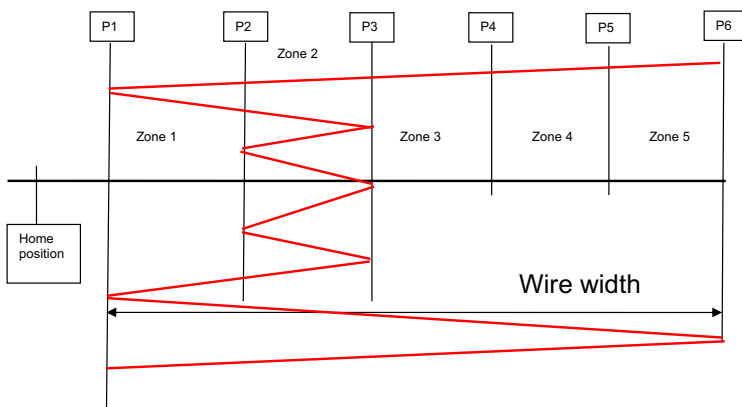 P1
P2
P3
P4
P5
P6
Zone 2
Zone 1
Zone 3
Zone 4
Zone 5
Home
position
Wire width